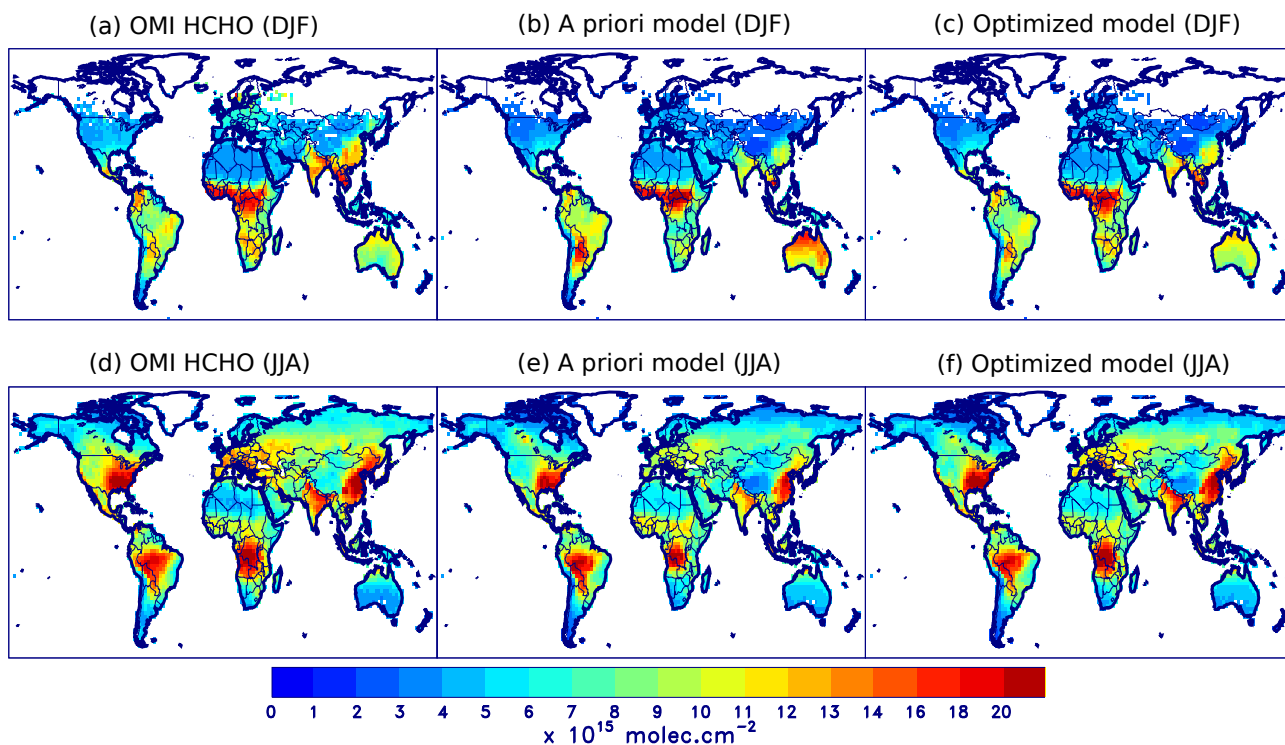 (a) OMI HCHO (DJF) (b) A priori model (DJF) (c) Optimized model (DJF)
(d) OMI HCHO (JJA) (e) A priori model (JJA) (f) Optimized model (JJA)
0 1 2 3 4 5 6 7 8 9 10 11 12 13 14 16 18 20
x 10¹⁵ molec.cm⁻²